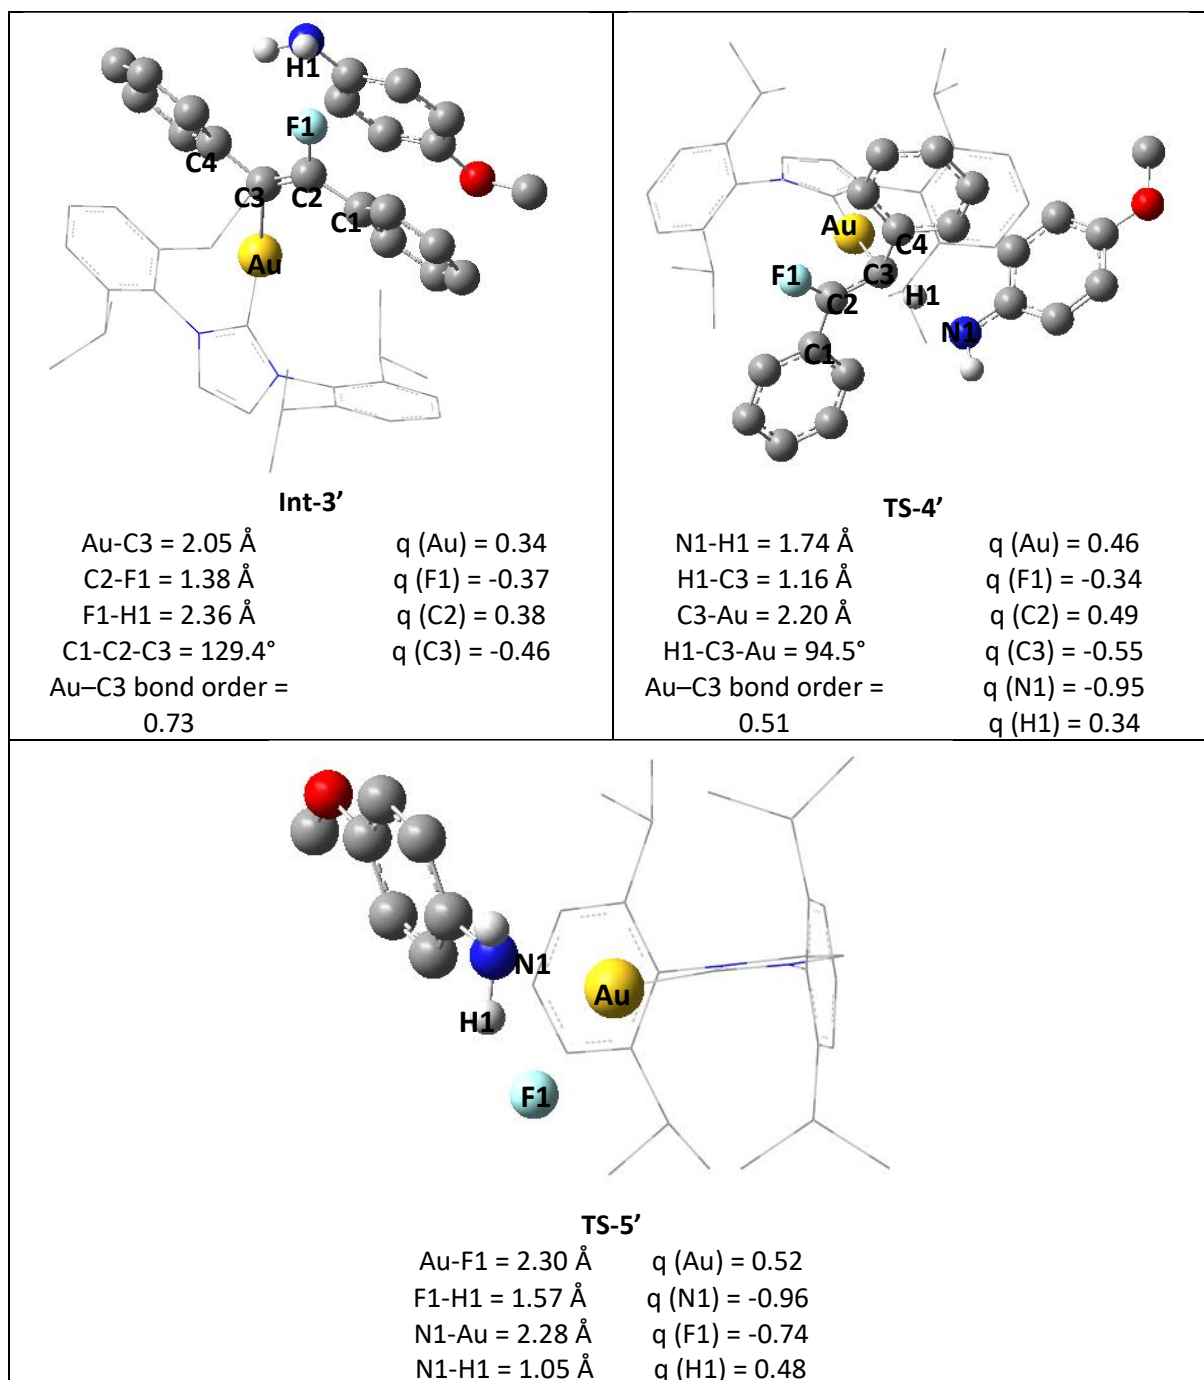 H1
F1
C4
C3
C2
C1
Au
Int-3’
Au-C3 = 2.05 Å
q (Au) = 0.34
C2-F1 = 1.38 Å
q (F1) = -0.37
F1-H1 = 2.36 Å
q (C2) = 0.38
C1-C2-C3 = 129.4°
q (C3) = -0.46
Au–C3 bond order =
0.73
Au
C4
F1
C3
C2
H1
N1
C1
TS-4’
N1-H1 = 1.74 Å
q (Au) = 0.46
H1-C3 = 1.16 Å
q (F1) = -0.34
C3-Au = 2.20 Å
q (C2) = 0.49
H1-C3-Au = 94.5°
q (C3) = -0.55
Au–C3 bond order =
q (N1) = -0.95
0.51
q (H1) = 0.34
N1
Au
H1
F1
TS-5’
Au-F1 = 2.30 Å
q (Au) = 0.52
F1-H1 = 1.57 Å
q (N1) = -0.96
N1-Au = 2.28 Å
q (F1) = -0.74
N1-H1 = 1.05 Å
q (H1) = 0.48